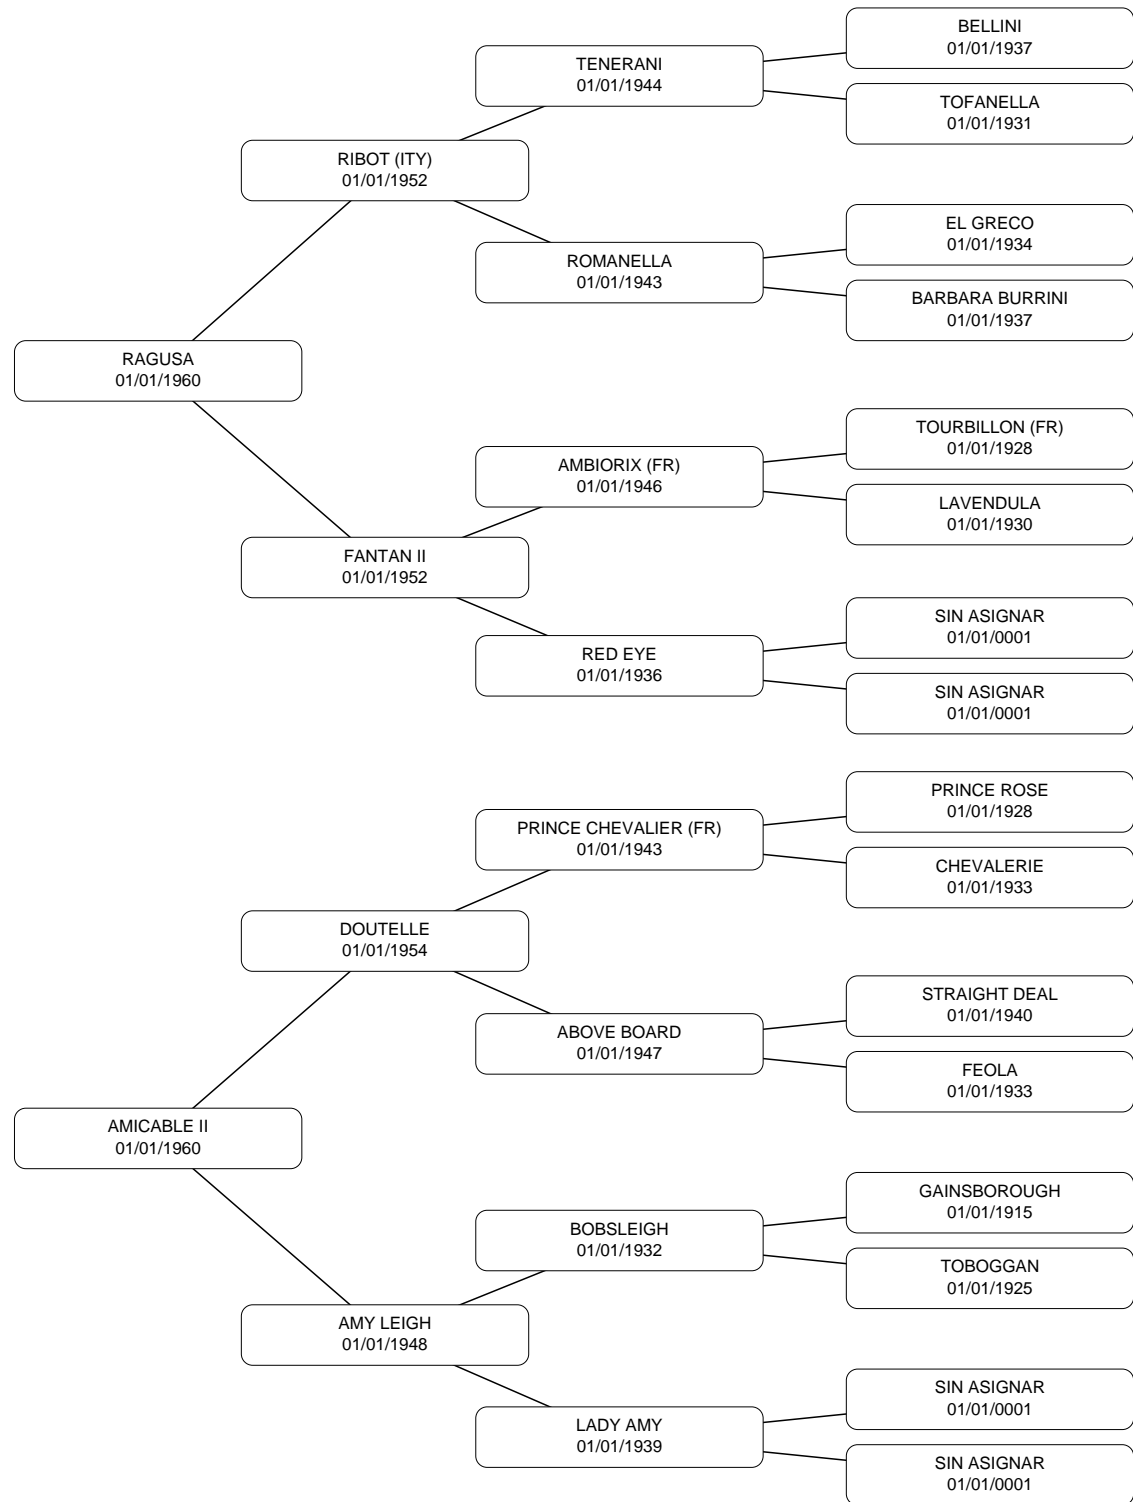 BELLINI
01/01/1937
TENERANI
01/01/1944
TOFANELLA
01/01/1931
RIBOT (ITY)
01/01/1952
EL GRECO
01/01/1934
ROMANELLA
01/01/1943
BARBARA BURRINI
01/01/1937
RAGUSA
01/01/1960
TOURBILLON (FR)
01/01/1928
AMBIORIX (FR)
01/01/1946
LAVENDULA
01/01/1930
FANTAN II
01/01/1952
SIN ASIGNAR
01/01/0001
RED EYE
01/01/1936
SIN ASIGNAR
01/01/0001
PRINCE ROSE
01/01/1928
PRINCE CHEVALIER (FR)
01/01/1943
CHEVALERIE
01/01/1933
DOUTELLE
01/01/1954
STRAIGHT DEAL
01/01/1940
ABOVE BOARD
01/01/1947
FEOLA
01/01/1933
AMICABLE II
01/01/1960
GAINSBOROUGH
01/01/1915
BOBSLEIGH
01/01/1932
TOBOGGAN
01/01/1925
AMY LEIGH
01/01/1948
SIN ASIGNAR
01/01/0001
LADY AMY
01/01/1939
SIN ASIGNAR
01/01/0001